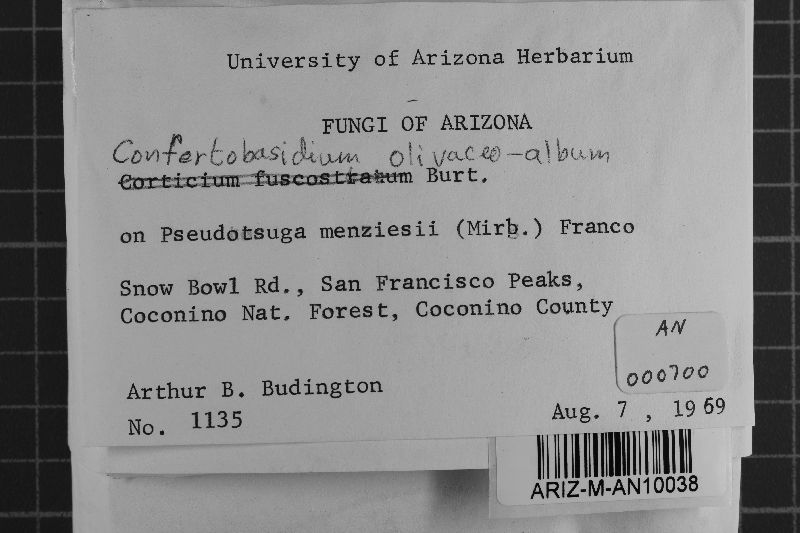 University of Arizona Herbarium
FUNGI OF ARIZONA
Confertobasidium olivaceo-album
Corticium fuscostratum Burt.
on Pseudotsuga menziesii (Mirb.) Franco
Snow Bowl Rd., San Francisco Peaks,
Coconino Nat. Forest, Coconino County
AN
000700
Arthur B. Budington
No. 1135
Aug. 7, 1969
ARIZ-M-AN10038